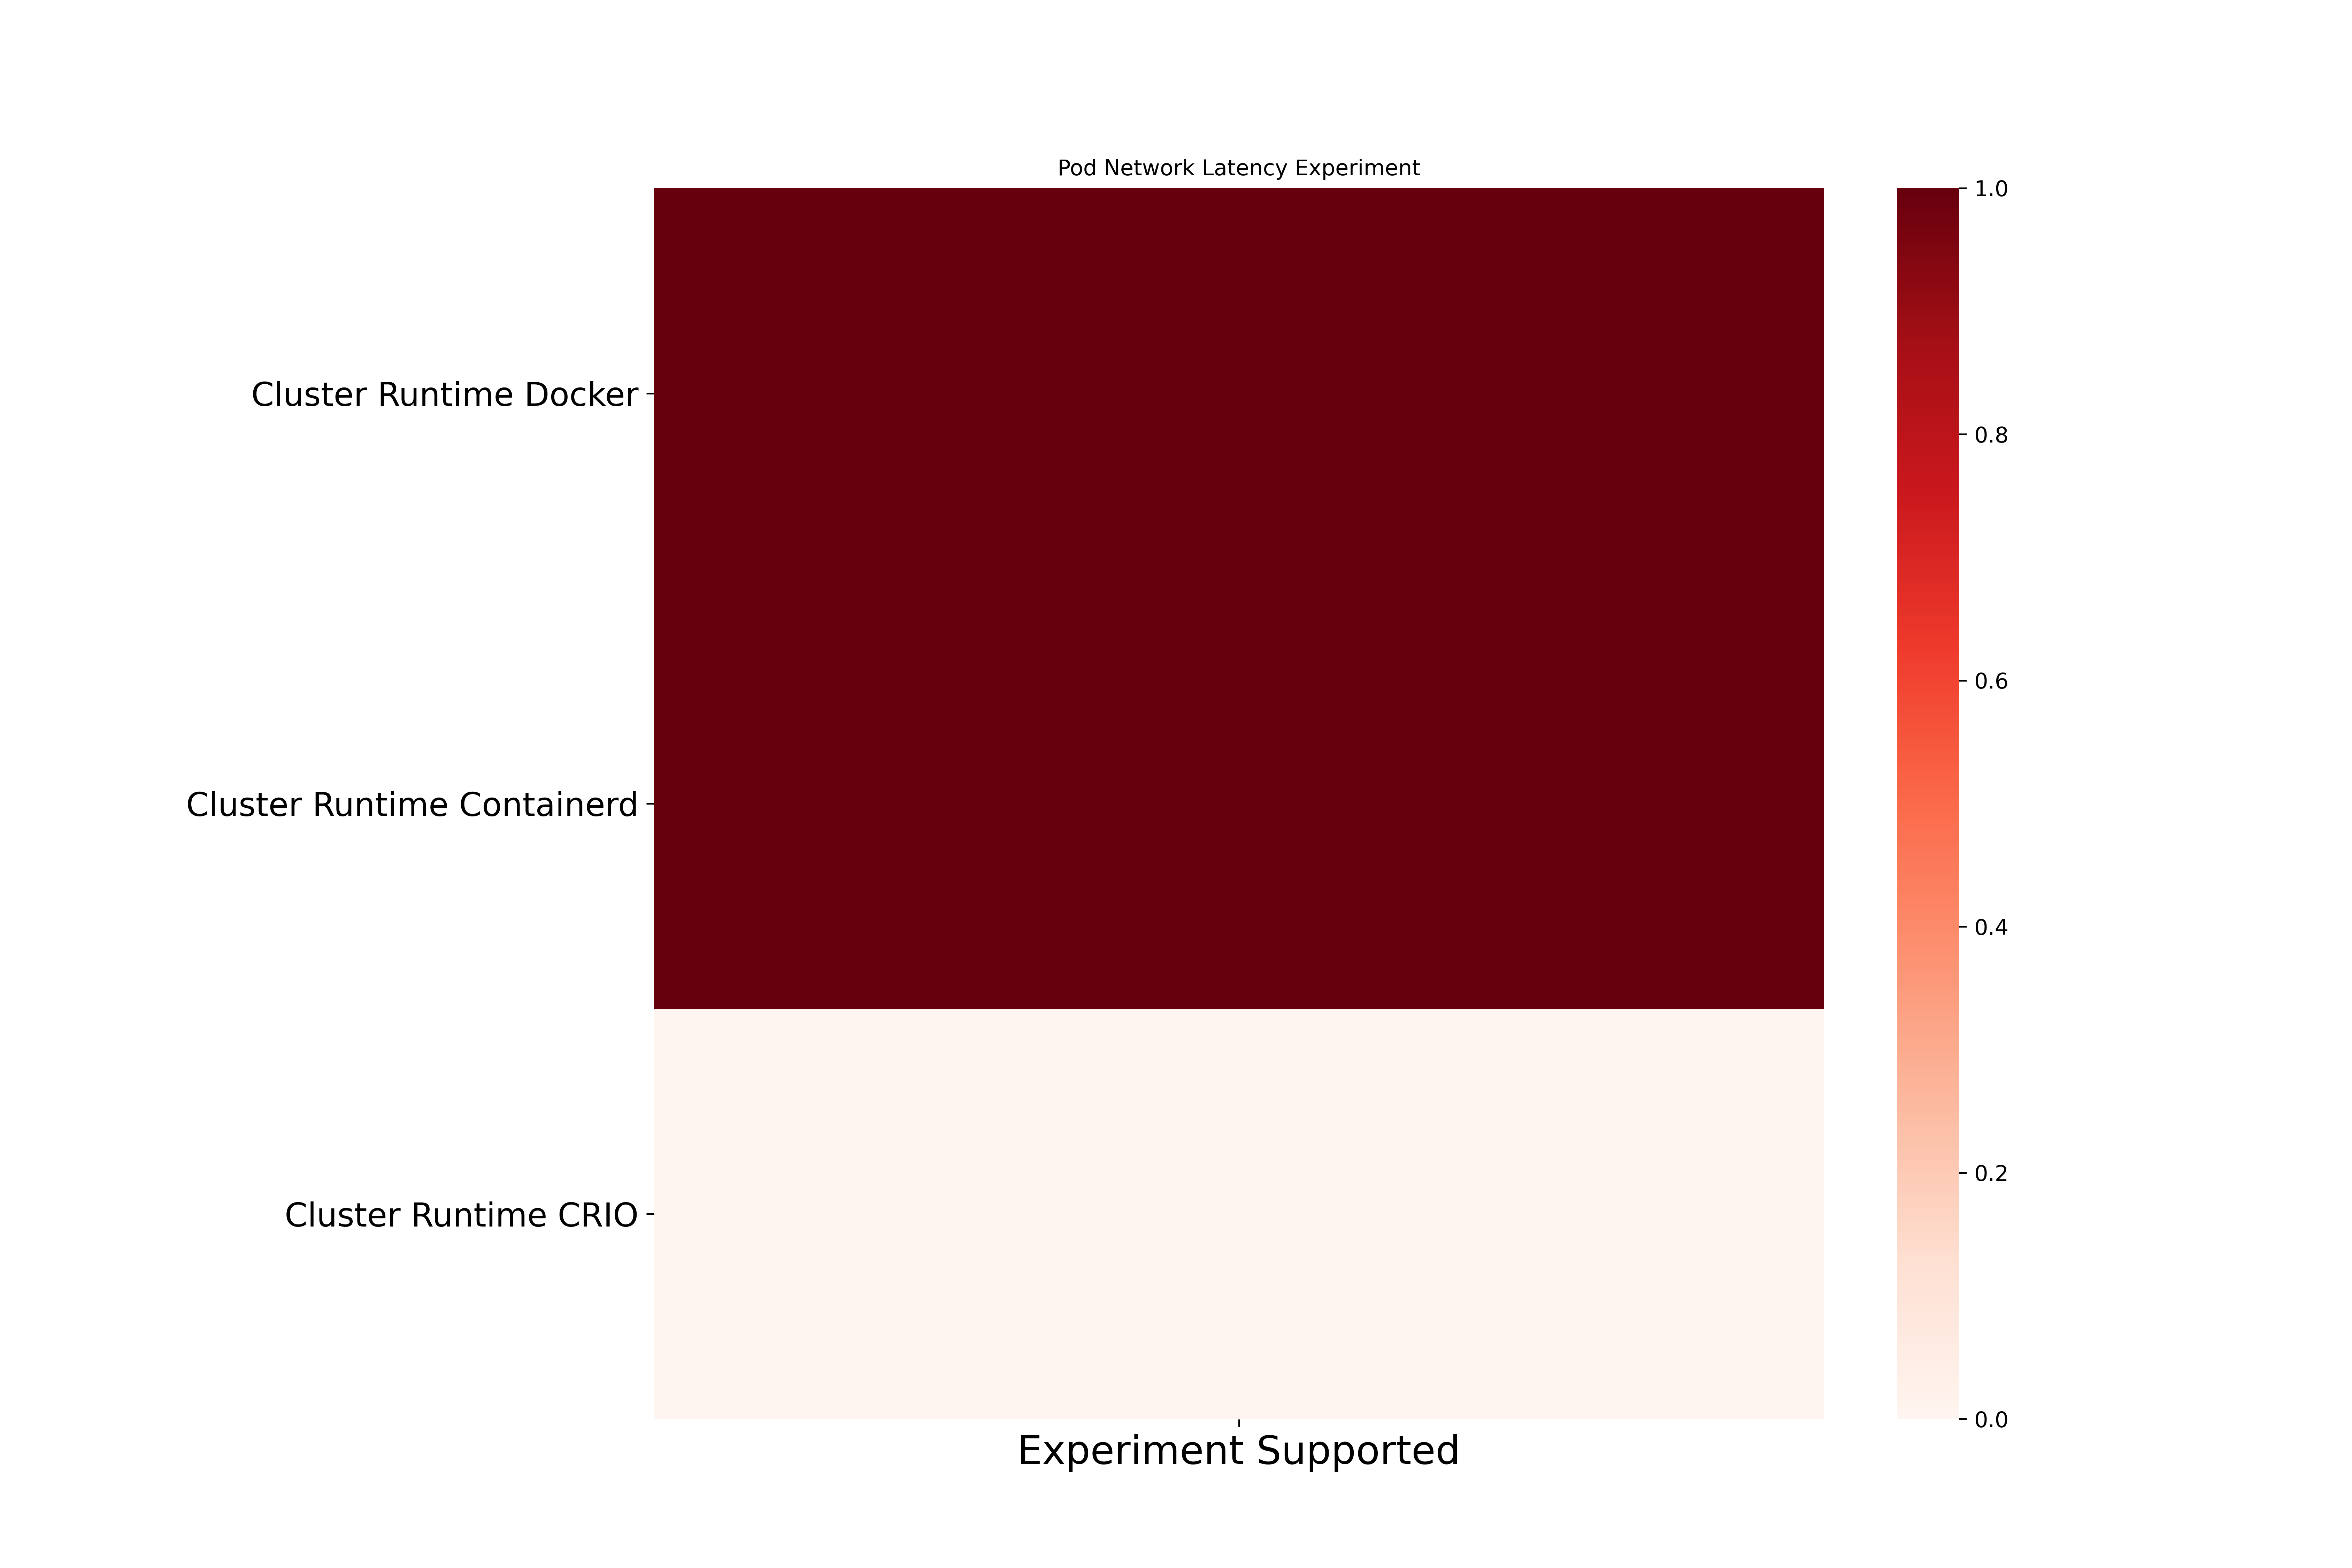 Pod Network Latency Experiment
Cluster Runtime Docker
Cluster Runtime Containerd
Cluster Runtime CRIO
Experiment Supported
1.0
0.8
0.6
0.4
0.2
0.0